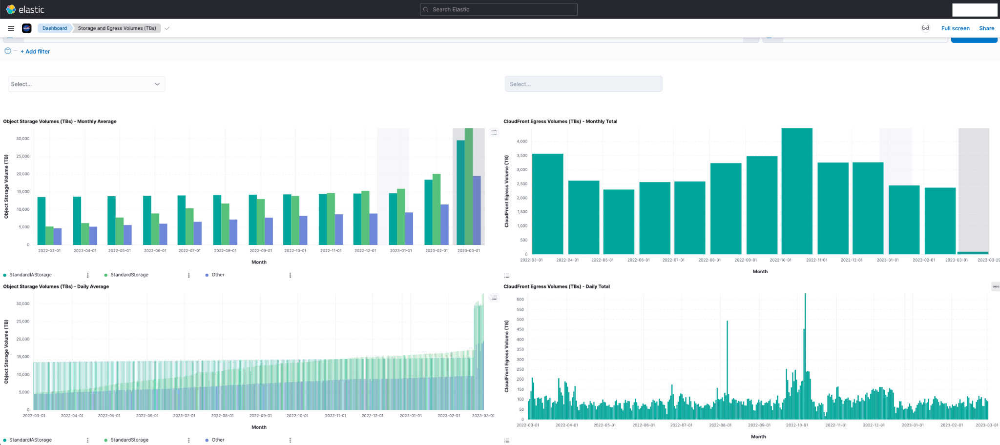 elastic
Search Elastic
Dashboard
Storage and Egress Volumes (TBs)
Full screen
Share
+ Add filter
Select...
Select...
Object Storage Volumes (TBs) - Monthly Average
Object Storage Volume (TB)
30,000
25,000
20,000
15,000
10,000
5,000
0
2022-03-01 2022-04-01 2022-05-01 2022-06-01 2022-07-01 2022-08-01 2022-09-01 2022-10-01 2022-11-01 2022-12-01 2023-01-01 2023-02-01 2023-03-01
Month
StandardIAStorage
StandardStorage
Other
CloudFront Egress Volumes (TBs) - Monthly Total
CloudFront Egress Volume (TB)
4,000
3,500
3,000
2,500
2,000
1,500
1,000
500
0
2022-03-01 2022-04-01 2022-05-01 2022-06-01 2022-07-01 2022-08-01 2022-09-01 2022-10-01 2022-11-01 2022-12-01 2023-01-01 2023-02-01 2023-03-01 2023-03-29
Month
Object Storage Volumes (TBs) - Daily Average
Object Storage Volume (TB)
30,000
25,000
20,000
15,000
10,000
5,000
0
2022-03-01 2022-04-01 2022-05-01 2022-06-01 2022-07-01 2022-08-01 2022-09-01 2022-10-01 2022-11-01 2022-12-01 2023-01-01 2023-02-01 2023-03-01
Month
StandardIAStorage
StandardStorage
Other
CloudFront Egress Volumes (TBs) - Daily Total
CloudFront Egress Volume (TB)
600
550
500
450
400
350
300
250
200
150
100
50
0
2022-03-01 2022-04-01 2022-05-01 2022-06-01 2022-07-01 2022-08-01 2022-09-01 2022-10-01 2022-11-01 2022-12-01 2023-01-01 2023-02-01 2023-03-01
Month